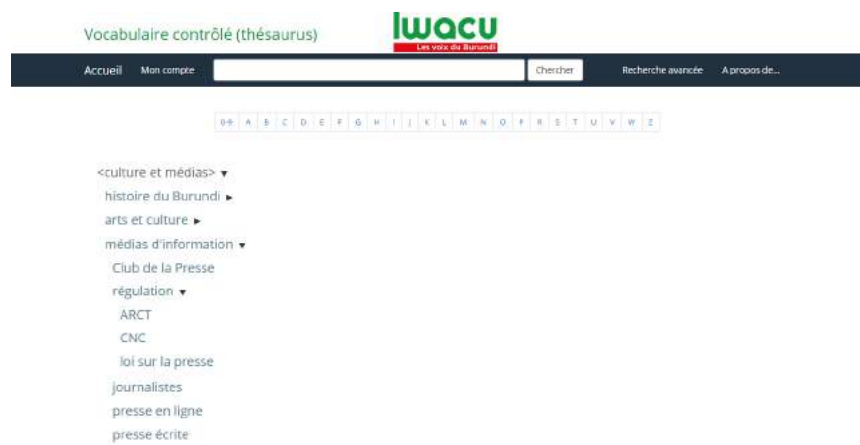 Vocabulaire contrôlé (thésaurus)
Iwacu
Les voix du Burundi
Accueil Mon compte Chercher Recherche avancée A propos de...
0-9 A B C D E F G H I J K L M N O P R S T U V W Z
<culture et médias> ▼
histoire du Burundi ►
arts et culture ►
médias d'information ▼
Club de la Presse
régulation ▼
ARCT
CNC
loi sur la presse
journalistes
presse en ligne
presse écrite